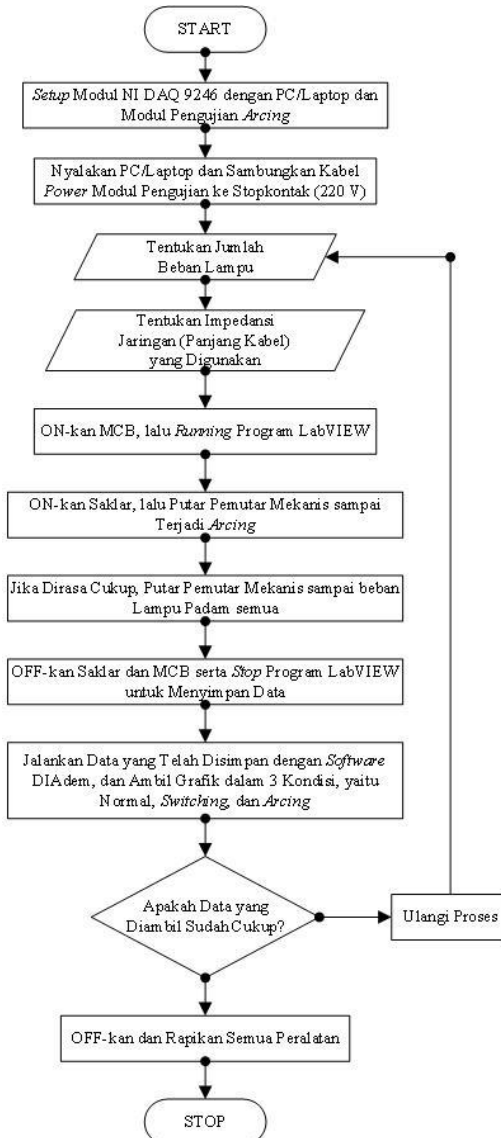 START
Setup Modul NI DAQ 9246 dengan PC/Laptop dan
Modul Pengujian Arcing
Nyalakan PC/Laptop dan Sambungkan Kabel
Power Modul Pengujian ke Stopkontak (220 V)
Tentukan Jumlah
Beban Lampu
Tentukan Impedansi
Jaringan (Panjang Kabel)
yang Digunakan
ON-kan MCB, lalu Running Program LabVIEW
ON-kan Saklar, lalu Putar Pemutar Mekanis sampai
Terjadi Arcing
Jika Dirasa Cukup, Putar Pemutar Mekanis sampai beban
Lampu Padam semua
OFF-kan Saklar dan MCB serta Stop Program LabVIEW
untuk Menyimpan Data
Jalankan Data yang Telah Disimpan dengan Software
DIAdem, dan Ambil Grafik dalam 3 Kondisi, yaitu
Normal, Switching, dan Arcing
Apakah Data yang
Diambil Sudah Cukup?
Ulangi Proses
OFF-kan dan Rapikan Semua Peralatan
STOP